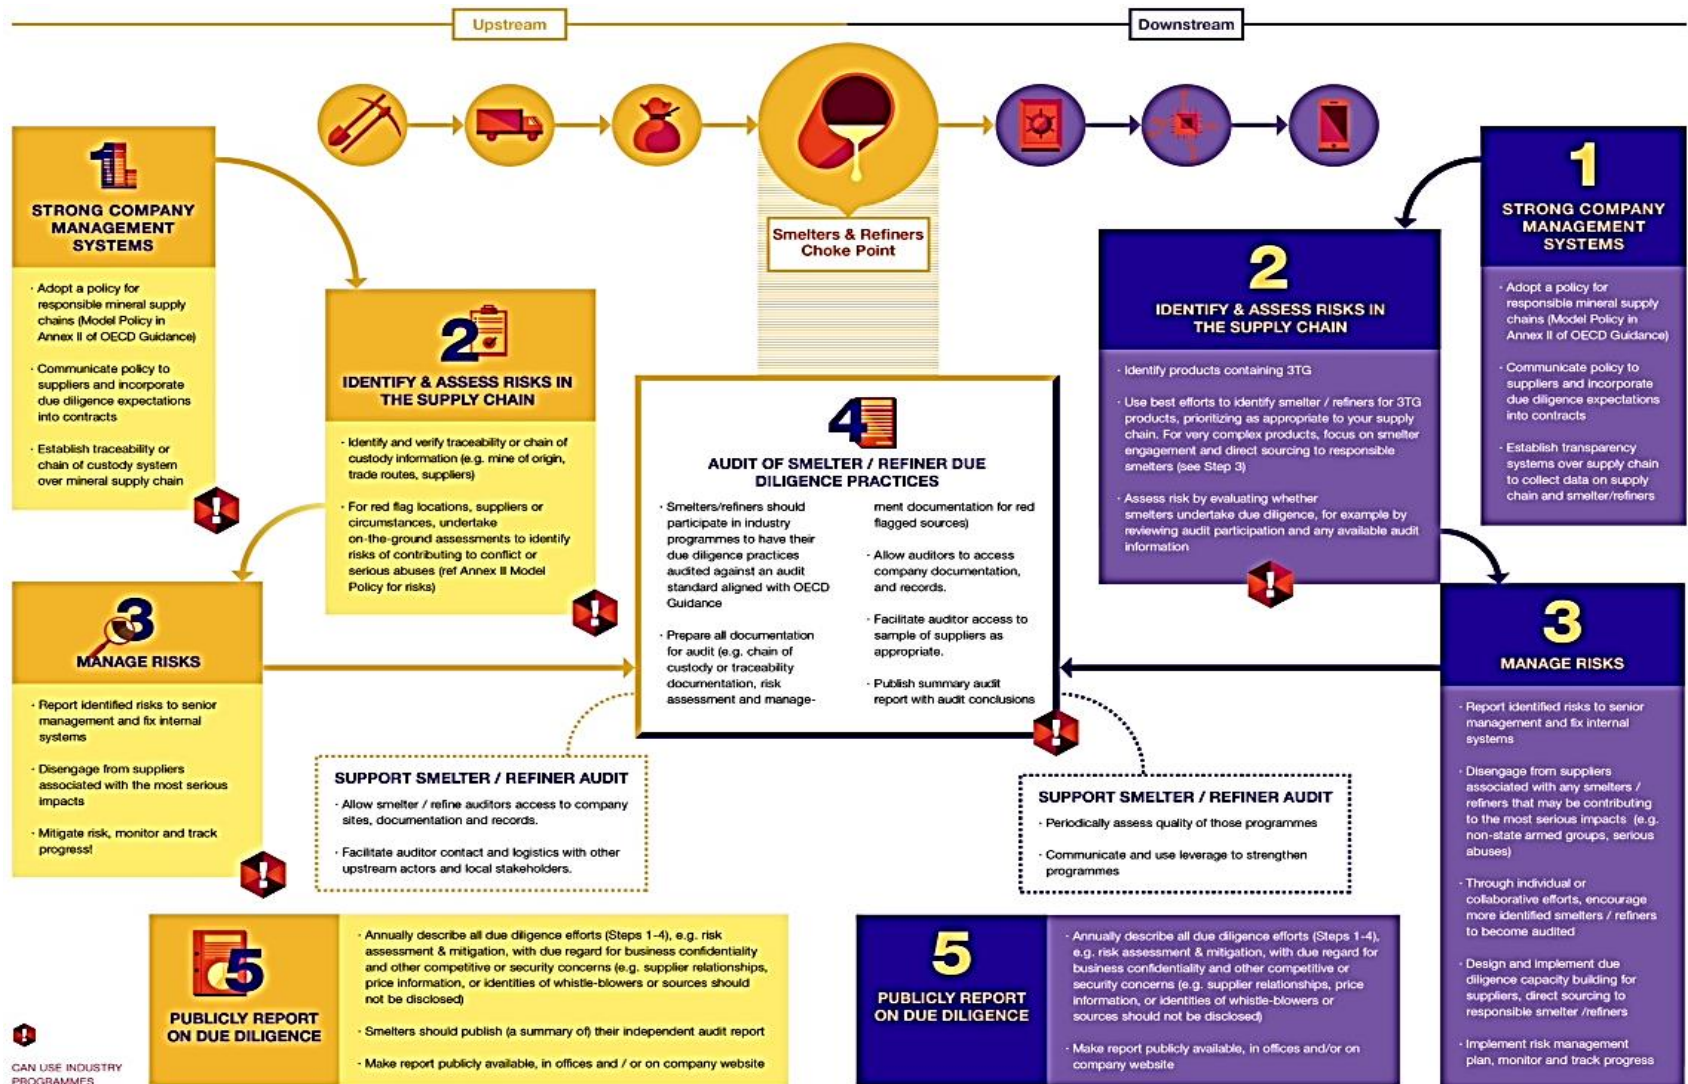 Upstream
Downstream
Smelters & Refiners
Choke Point
1
STRONG COMPANY
MANAGEMENT
SYSTEMS
· Adopt a policy for
responsible mineral supply
chains (Model Policy in
Annex II of OECD Guidance)
· Communicate policy to
suppliers and incorporate
due diligence expectations
into contracts
· Establish traceability or
chain of custody system
over mineral supply chain
2
IDENTIFY & ASSESS RISKS IN
THE SUPPLY CHAIN
· Identify and verify traceability or chain of
custody information (e.g. mine of origin,
trade routes, suppliers)
· For red flag locations, suppliers or
circumstances, undertake
on-the-ground assessments to identify
risks of contributing to conflict or
serious abuses (ref Annex II Model
Policy for risks)
3
MANAGE RISKS
· Report identified risks to senior
management and fix internal
systems
· Disengage from suppliers
associated with the most serious
impacts
· Mitigate risk, monitor and track
progress!
4
AUDIT OF SMELTER / REFINER DUE
DILIGENCE PRACTICES
· Smelters/refiners should
participate in industry
programmes to have their
due diligence practices
audited against an audit
standard aligned with OECD
Guidance
· Prepare all documentation
for audit (e.g. chain of
custody or traceability
documentation, risk
assessment and manage-
ment documentation for red
flagged sources)
· Allow auditors to access
company documentation,
and records.
· Facilitate auditor access to
sample of suppliers as
appropriate.
· Publish summary audit
report with audit conclusions
SUPPORT SMELTER / REFINER AUDIT
· Allow smelter / refine auditors access to company
sites, documentation and records.
· Facilitate auditor contact and logistics with other
upstream actors and local stakeholders.
5
PUBLICLY REPORT
ON DUE DILIGENCE
· Annually describe all due diligence efforts (Steps 1-4), e.g. risk
assessment & mitigation, with due regard for business confidentiality
and other competitive or security concerns (e.g. supplier relationships,
price information, or identities of whistle-blowers or sources should
not be disclosed)
· Smelters should publish (a summary of) their independent audit report
· Make report publicly available, in offices and / or on company website
1
STRONG COMPANY
MANAGEMENT
SYSTEMS
· Adopt a policy for
responsible mineral supply
chains (Model Policy in
Annex II of OECD Guidance)
· Communicate policy to
suppliers and incorporate
due diligence expectations
into contracts
· Establish transparency
systems over supply chain
to collect data on supply
chain and smelter/refiners
2
IDENTIFY & ASSESS RISKS IN
THE SUPPLY CHAIN
· Identify products containing 3TG
· Use best efforts to identify smelter / refiners for 3TG
products, prioritizing as appropriate to your supply
chain. For very complex products, focus on smelter
engagement and direct sourcing to responsible
smelters (see Step 3)
· Assess risk by evaluating whether
smelters undertake due diligence, for example by
reviewing audit participation and any available audit
information
3
MANAGE RISKS
· Report identified risks to senior
management and fix internal
systems
· Disengage from suppliers
associated with any smelters /
refiners that may be contributing
to the most serious impacts (e.g.
non-state armed groups, serious
abuses)
· Through individual or
collaborative efforts, encourage
more identified smelters / refiners
to become audited
· Design and implement due
diligence capacity building for
suppliers, direct sourcing to
responsible smelter /refiners
· Implement risk management
plan, monitor and track progress
SUPPORT SMELTER / REFINER AUDIT
· Periodically assess quality of those programmes
· Communicate and use leverage to strengthen
programmes
5
PUBLICLY REPORT
ON DUE DILIGENCE
· Annually describe all due diligence efforts (Steps 1-4),
e.g. risk assessment & mitigation, with due regard for
business confidentiality and other competitive or
security concerns (e.g. supplier relationships, price
information, or identities of whistle-blowers or
sources should not be disclosed)
· Make report publicly available, in offices and/or on
company website
CAN USE INDUSTRY
PROGRAMMES